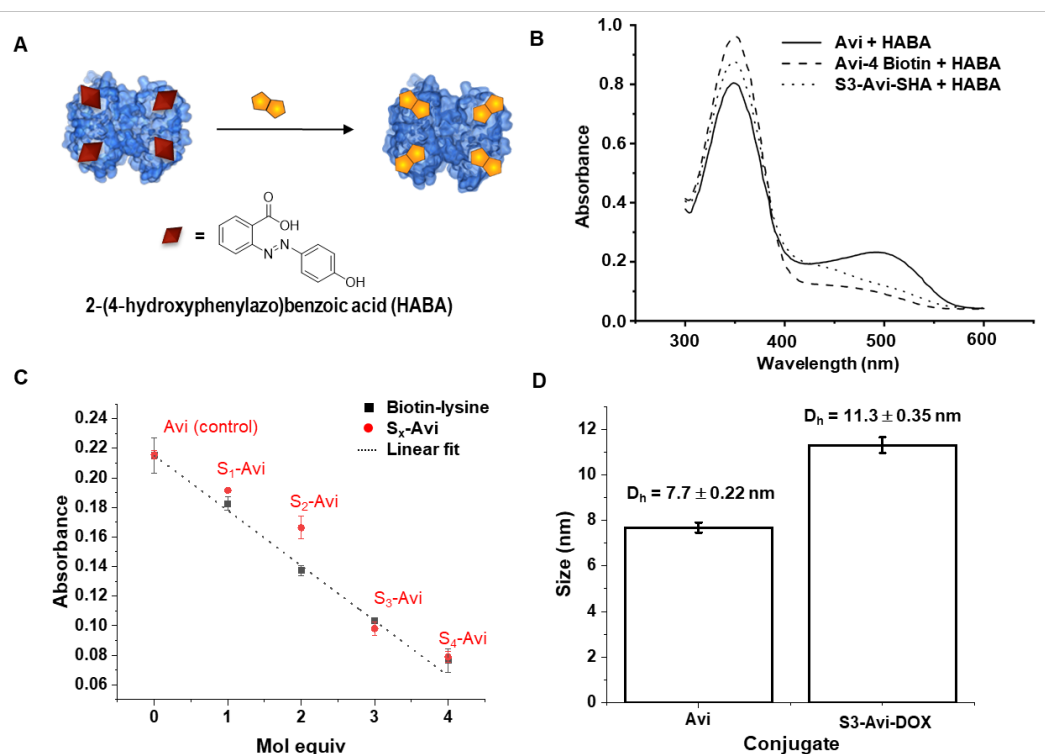 A
=
O
OH
N
N
OH
2-(4-hydroxyphenylazo)benzoic acid (HABA)
B
Avi + HABA
Avi-4 Biotin + HABA
S3-Avi-SHA + HABA
1.0
0.8
0.6
0.4
0.2
0.0
Absorbance
300 400 500 600
Wavelength (nm)
C
Biotin-lysine
Sₓ-Avi
Linear fit
Avi (control)
S₁-Avi
S₂-Avi
S₃-Avi
S₄-Avi
0.24
0.22
0.20
0.18
0.16
0.14
0.12
0.10
0.08
0.06
Absorbance
0 1 2 3 4
Mol equiv
D
Dₕ = 11.3 ± 0.35 nm
Dₕ = 7.7 ± 0.22 nm
12
10
8
6
4
2
0
Size (nm)
Avi S3-Avi-DOX
Conjugate